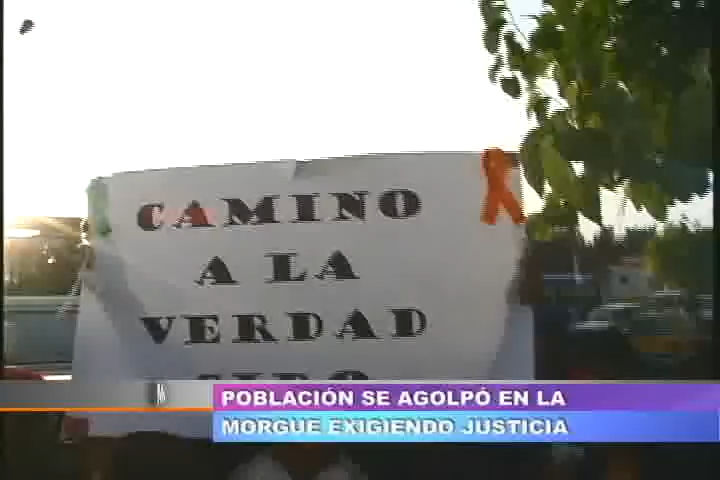 CAMINO
A LA
VERDAD
POBLACIÓN SE AGOLPÓ EN LA
MORGUE EXIGIENDO JUSTICIA